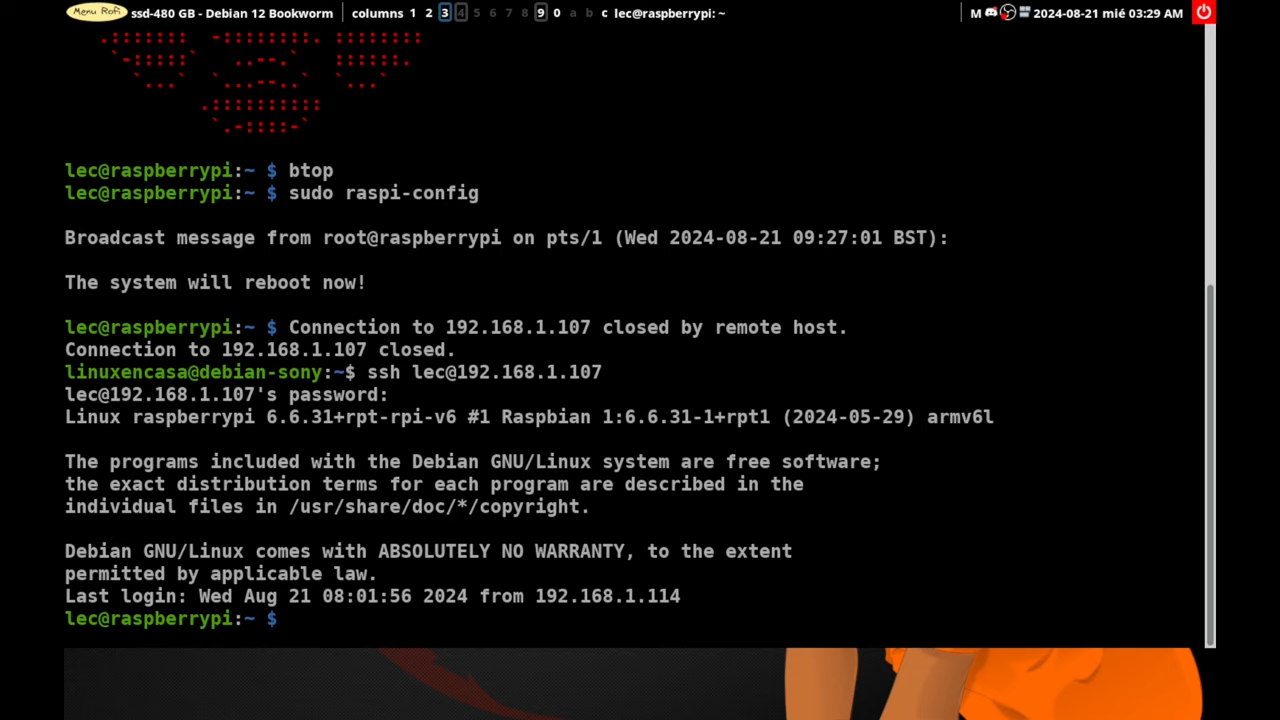 Menu Rofi ssd-480 GB - Debian 12 Bookworm columns 1 2 3 4 5 6 7 8 9 0 a b c lec@raspberrypi: ~ M 2024-08-21 mié 03:29 AM
.:::::::  -::::::::. ::::::::
`-:::::`   ..--.`  ::::::.
`...`  `...--..`  `...`
.::::::::::
`.-::::-`
lec@raspberrypi:~ $ btop
lec@raspberrypi:~ $ sudo raspi-config
Broadcast message from root@raspberrypi on pts/1 (Wed 2024-08-21 09:27:01 BST):
The system will reboot now!
lec@raspberrypi:~ $ Connection to 192.168.1.107 closed by remote host.
Connection to 192.168.1.107 closed.
linuxencasa@debian-sony:~$ ssh lec@192.168.1.107
lec@192.168.1.107's password:
Linux raspberrypi 6.6.31+rpt-rpi-v6 #1 Raspbian 1:6.6.31-1+rpt1 (2024-05-29) armv6l
The programs included with the Debian GNU/Linux system are free software;
the exact distribution terms for each program are described in the
individual files in /usr/share/doc/*/copyright.
Debian GNU/Linux comes with ABSOLUTELY NO WARRANTY, to the extent
permitted by applicable law.
Last login: Wed Aug 21 08:01:56 2024 from 192.168.1.114
lec@raspberrypi:~ $